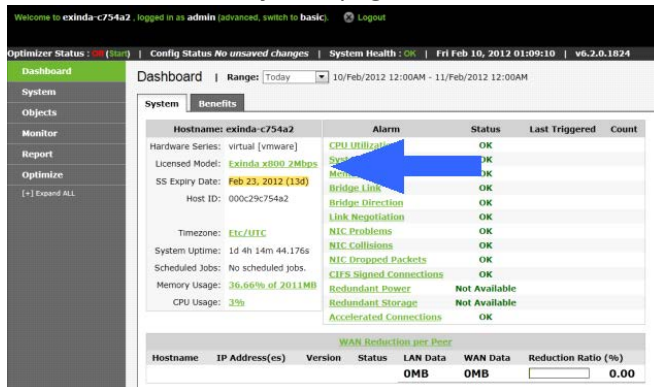 Welcome to exinda-c754a2 , logged in as admin (advanced, switch to basic). Logout
Optimizer Status : Off (Start) | Config Status No unsaved changes | System Health : OK | Fri Feb 10, 2012 01:09:10 | v6.2.0.1824
Dashboard
System
Objects
Monitor
Report
Optimize
[+] Expand ALL
Dashboard | Range: Today 10/Feb/2012 12:00AM - 11/Feb/2012 12:00AM
System Benefits
Hostname: exinda-c754a2
Hardware Series: virtual [vmware]
Licensed Model: Exinda x800 2Mbps
SS Expiry Date: Feb 23, 2012 (13d)
Host ID: 000c29c754a2
Timezone: Etc/UTC
System Uptime: 1d 4h 14m 44.176s
Scheduled Jobs: No scheduled jobs.
Memory Usage: 36.66% of 2011MB
CPU Usage: 3%
Alarm Status Last Triggered Count
CPU Utilization OK
OK
OK
Bridge Link OK
Bridge Direction OK
Link Negotiation OK
NIC Problems OK
NIC Collisions OK
NIC Dropped Packets OK
CIFS Signed Connections OK
Redundant Power Not Available
Redundant Storage Not Available
Accelerated Connections OK
WAN Reduction per Peer
Hostname IP Address(es) Version Status LAN Data WAN Data Reduction Ratio (%)
0MB 0MB 0.00